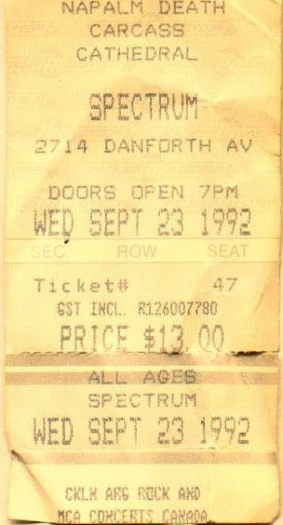 NAPALM DEATH
CARCASS
CATHEDRAL
SPECTRUM
2714 DANFORTH AV
DOORS OPEN 7PM
WED SEPT 23 1992
SEC ROW SEAT
Ticket# 47
GST INCL. R126007780
PRICE $13.00
ALL AGES
SPECTRUM
WED SEPT 23 1992
CKLN ARG ROCK AND
MCA CONCERTS CANADA